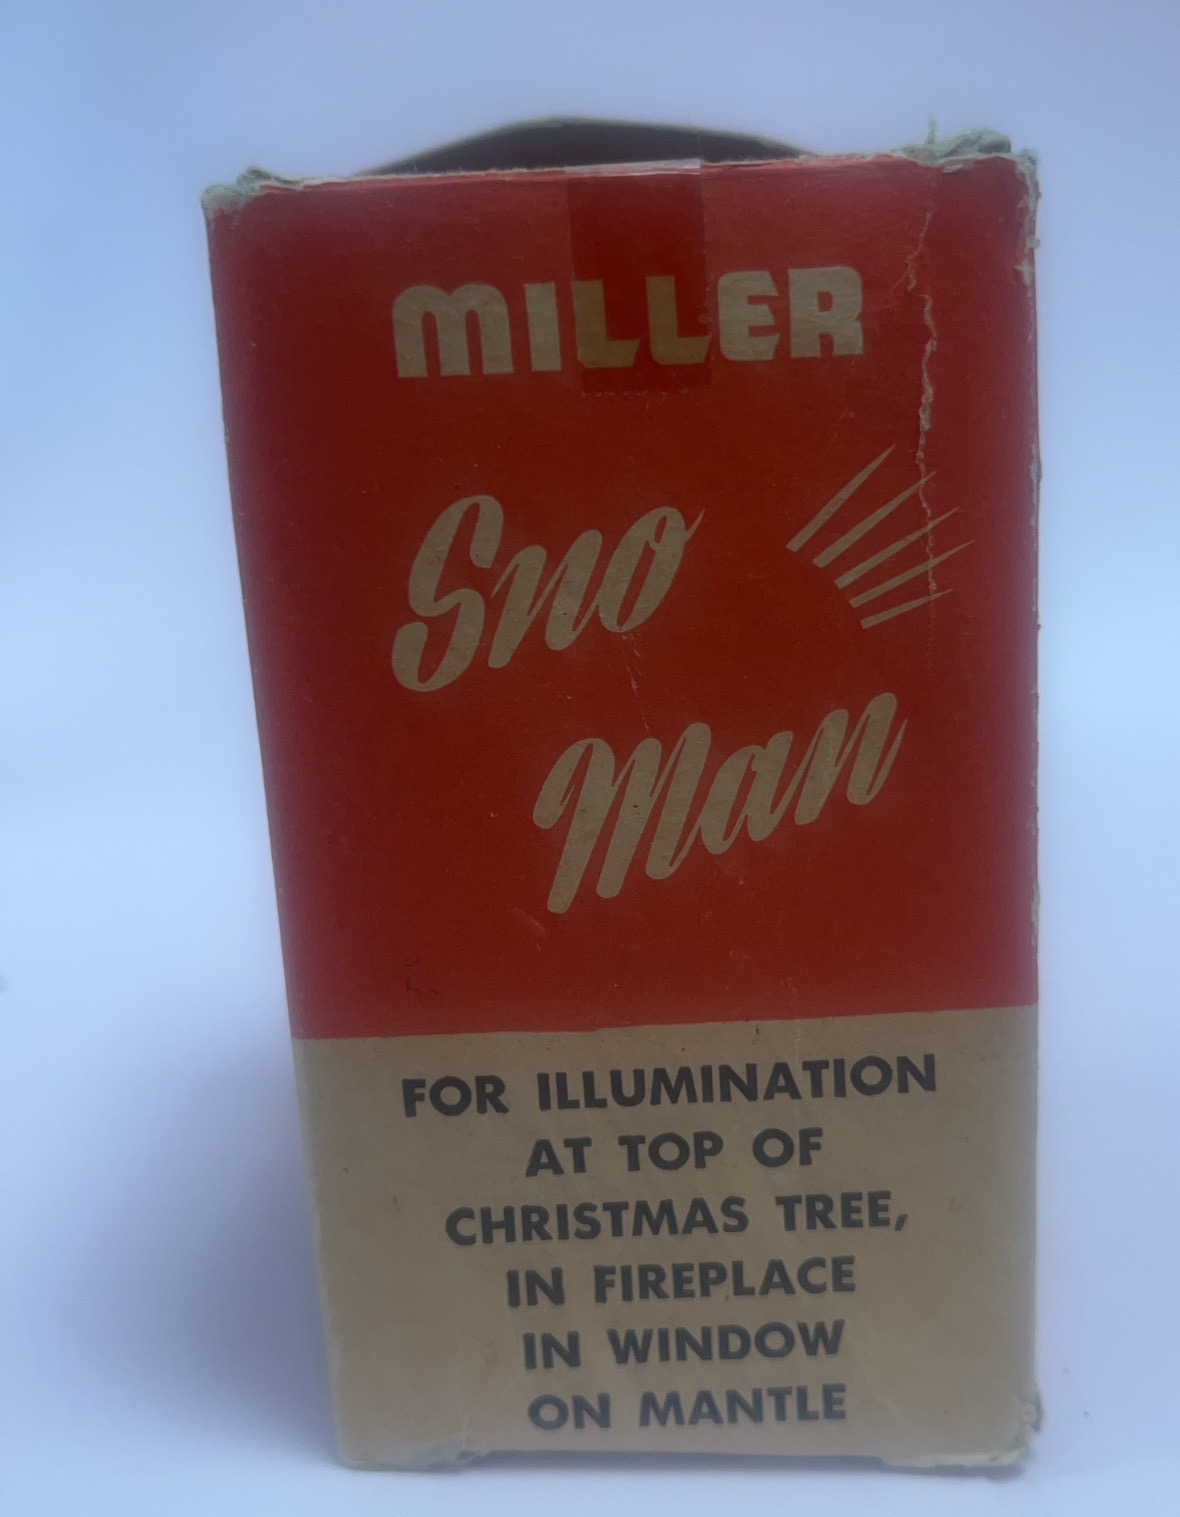 MILLER
Sno
Man
FOR ILLUMINATION
AT TOP OF
CHRISTMAS TREE,
IN FIREPLACE
IN WINDOW
ON MANTLE